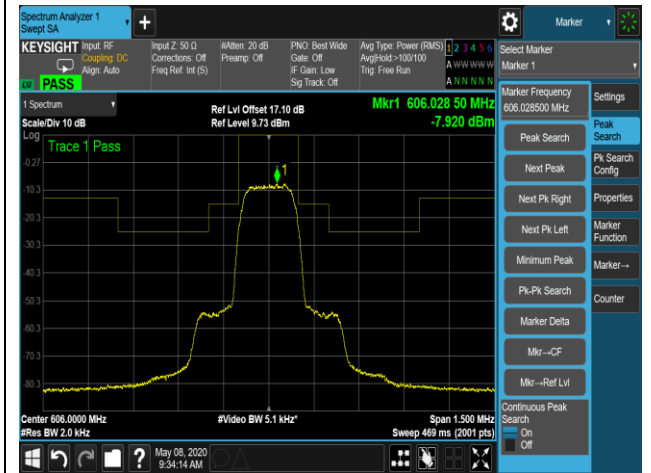 Spectrum Analyzer 1
Swept SA
Marker
KEYSIGHT
Input: RF
Coupling: DC
Align: Auto
Input Z: 50 Ω
Corrections: Off
Freq Ref: Int (S)
#Atten: 20 dB
Preamp: Off
PNO: Best Wide
Gate: Off
IF Gain: Low
Sig Track: Off
Avg Type: Power (RMS)
Avg|Hold:>100/100
Trig: Free Run
1 2 3 4 5 6
A W W W W W
A N N N N N
LXI PASS
Select Marker
Marker 1
1 Spectrum
Scale/Div 10 dB
Ref Lvl Offset 17.10 dB
Ref Level 9.73 dBm
Mkr1 606.028 50 MHz
-7.920 dBm
Log
Trace 1 Pass
1
-0.27
-10.3
-20.3
-30.3
-40.3
-50.3
-60.3
-70.3
-80.3
Center 606.0000 MHz
#Res BW 2.0 kHz
#Video BW 5.1 kHz*
Span 1.500 MHz
Sweep 469 ms (2001 pts)
Marker Frequency
606.028500 MHz
Peak Search
Next Peak
Next Pk Right
Next Pk Left
Minimum Peak
Pk-Pk Search
Marker Delta
Mkr→CF
Mkr→Ref Lvl
Continuous Peak
Search
On
Off
Settings
Peak
Search
Pk Search
Config
Properties
Marker
Function
Marker→
Counter
?
May 08, 2020
9:34:14 AM